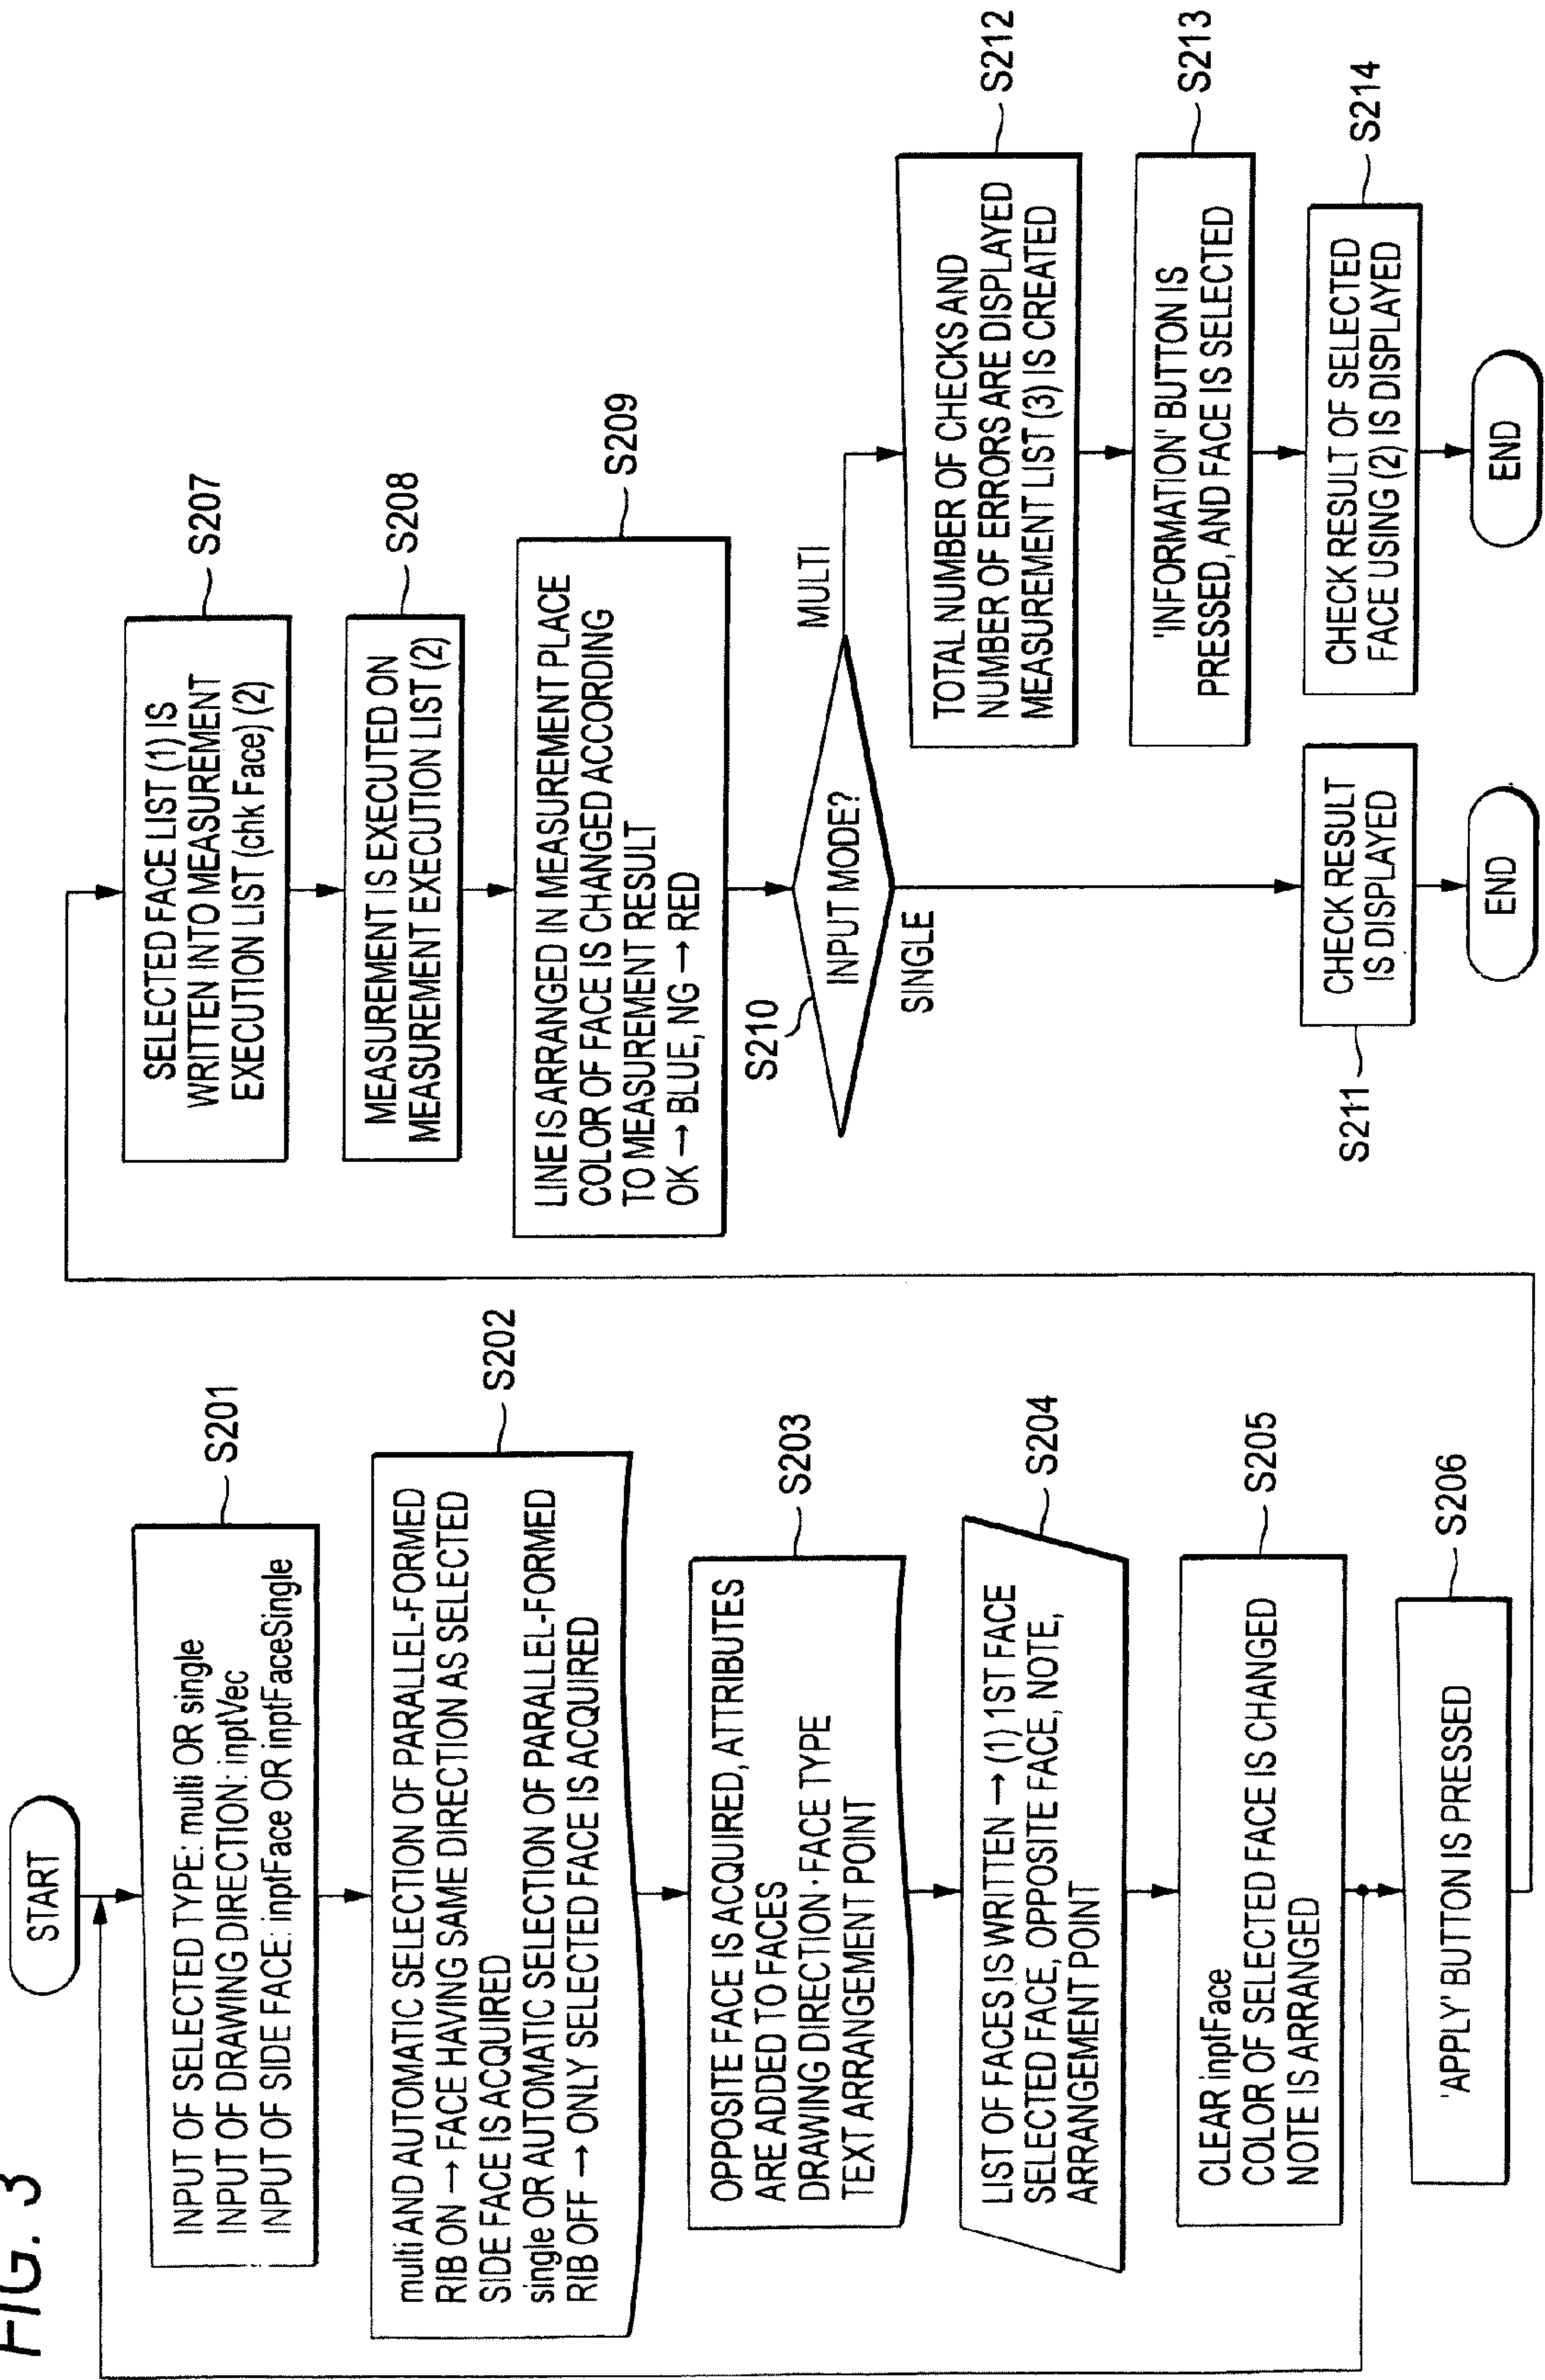 FIG. 3
START
INPUT OF SELECTED TYPE: multi OR single
INPUT OF DRAWING DIRECTION: inptVec
INPUT OF SIDE FACE: inptFace OR inptFaceSingle
S201
multi AND AUTOMATIC SELECTION OF PARALLEL-FORMED
RIB ON → FACE HAVING SAME DIRECTION AS SELECTED
SIDE FACE IS ACQUIRED
single OR AUTOMATIC SELECTION OF PARALLEL-FORMED
RIB OFF → ONLY SELECTED FACE IS ACQUIRED
S202
OPPOSITE FACE IS ACQUIRED, ATTRIBUTES
ARE ADDED TO FACES
DRAWING DIRECTION · FACE TYPE
TEXT ARRANGEMENT POINT
S203
LIST OF FACES IS WRITTEN → (1) 1ST FACE
SELECTED FACE, OPPOSITE FACE, NOTE,
ARRANGEMENT POINT
S204
CLEAR inptFace
COLOR OF SELECTED FACE IS CHANGED
NOTE IS ARRANGED
S205
'APPLY' BUTTON IS PRESSED
S206
SELECTED FACE LIST (1) IS
WRITTEN INTO MEASUREMENT
EXECUTION LIST (chk Face) (2)
S207
MEASUREMENT IS EXECUTED ON
MEASUREMENT EXECUTION LIST (2)
S208
LINE IS ARRANGED IN MEASUREMENT PLACE
COLOR OF FACE IS CHANGED ACCORDING
TO MEASUREMENT RESULT
OK → BLUE, NG → RED
S209
S210
INPUT MODE?
MULTI
SINGLE
CHECK RESULT
IS DISPLAYED
S211
END
TOTAL NUMBER OF CHECKS AND
NUMBER OF ERRORS ARE DISPLAYED
MEASUREMENT LIST (3) IS CREATED
S212
'INFORMATION' BUTTON IS
PRESSED, AND FACE IS SELECTED
S213
CHECK RESULT OF SELECTED
FACE USING (2) IS DISPLAYED
S214
END